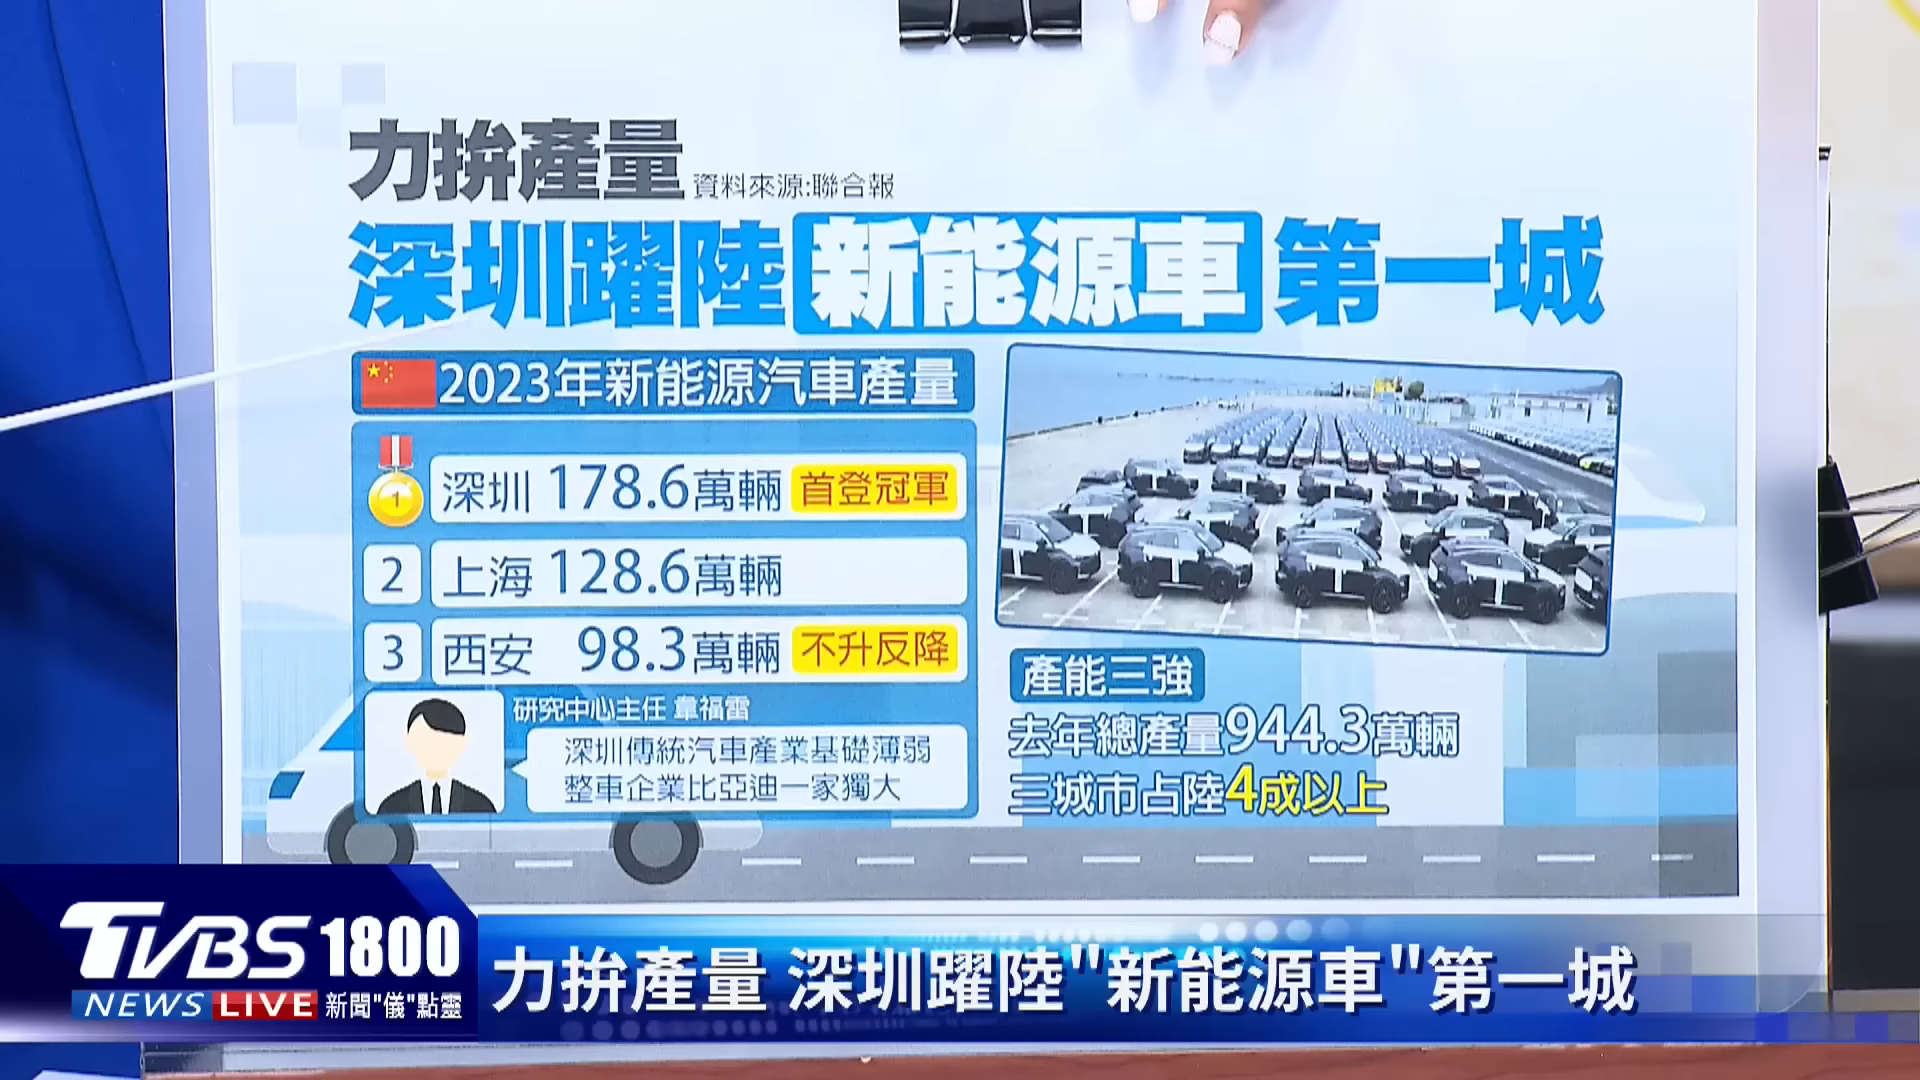 力拚產量 資料來源:聯合報
深圳躍陸 新能源車 第一城
2023年新能源汽車產量
1 深圳 178.6萬輛 首登冠軍
2 上海 128.6萬輛
3 西安 98.3萬輛 不升反降
研究中心主任 韋福雷
深圳傳統汽車產業基礎薄弱
整車企業比亞迪一家獨大
產能三強
去年總產量944.3萬輛
三城市占陸4成以上
TVBS 1800
NEWS LIVE 新聞"儀"點靈
力拚產量 深圳躍陸"新能源車"第一城